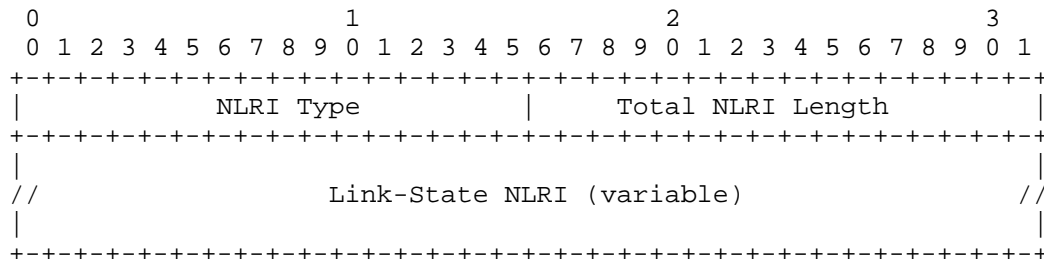 0                   1                   2                   3
 0 1 2 3 4 5 6 7 8 9 0 1 2 3 4 5 6 7 8 9 0 1 2 3 4 5 6 7 8 9 0 1
+-+-+-+-+-+-+-+-+-+-+-+-+-+-+-+-+-+-+-+-+-+-+-+-+-+-+-+-+-+-+-+-+
|            NLRI Type          |     Total NLRI Length         |
+-+-+-+-+-+-+-+-+-+-+-+-+-+-+-+-+-+-+-+-+-+-+-+-+-+-+-+-+-+-+-+-+
|                                                               |
//                  Link-State NLRI (variable)                 //
|                                                               |
+-+-+-+-+-+-+-+-+-+-+-+-+-+-+-+-+-+-+-+-+-+-+-+-+-+-+-+-+-+-+-+-+